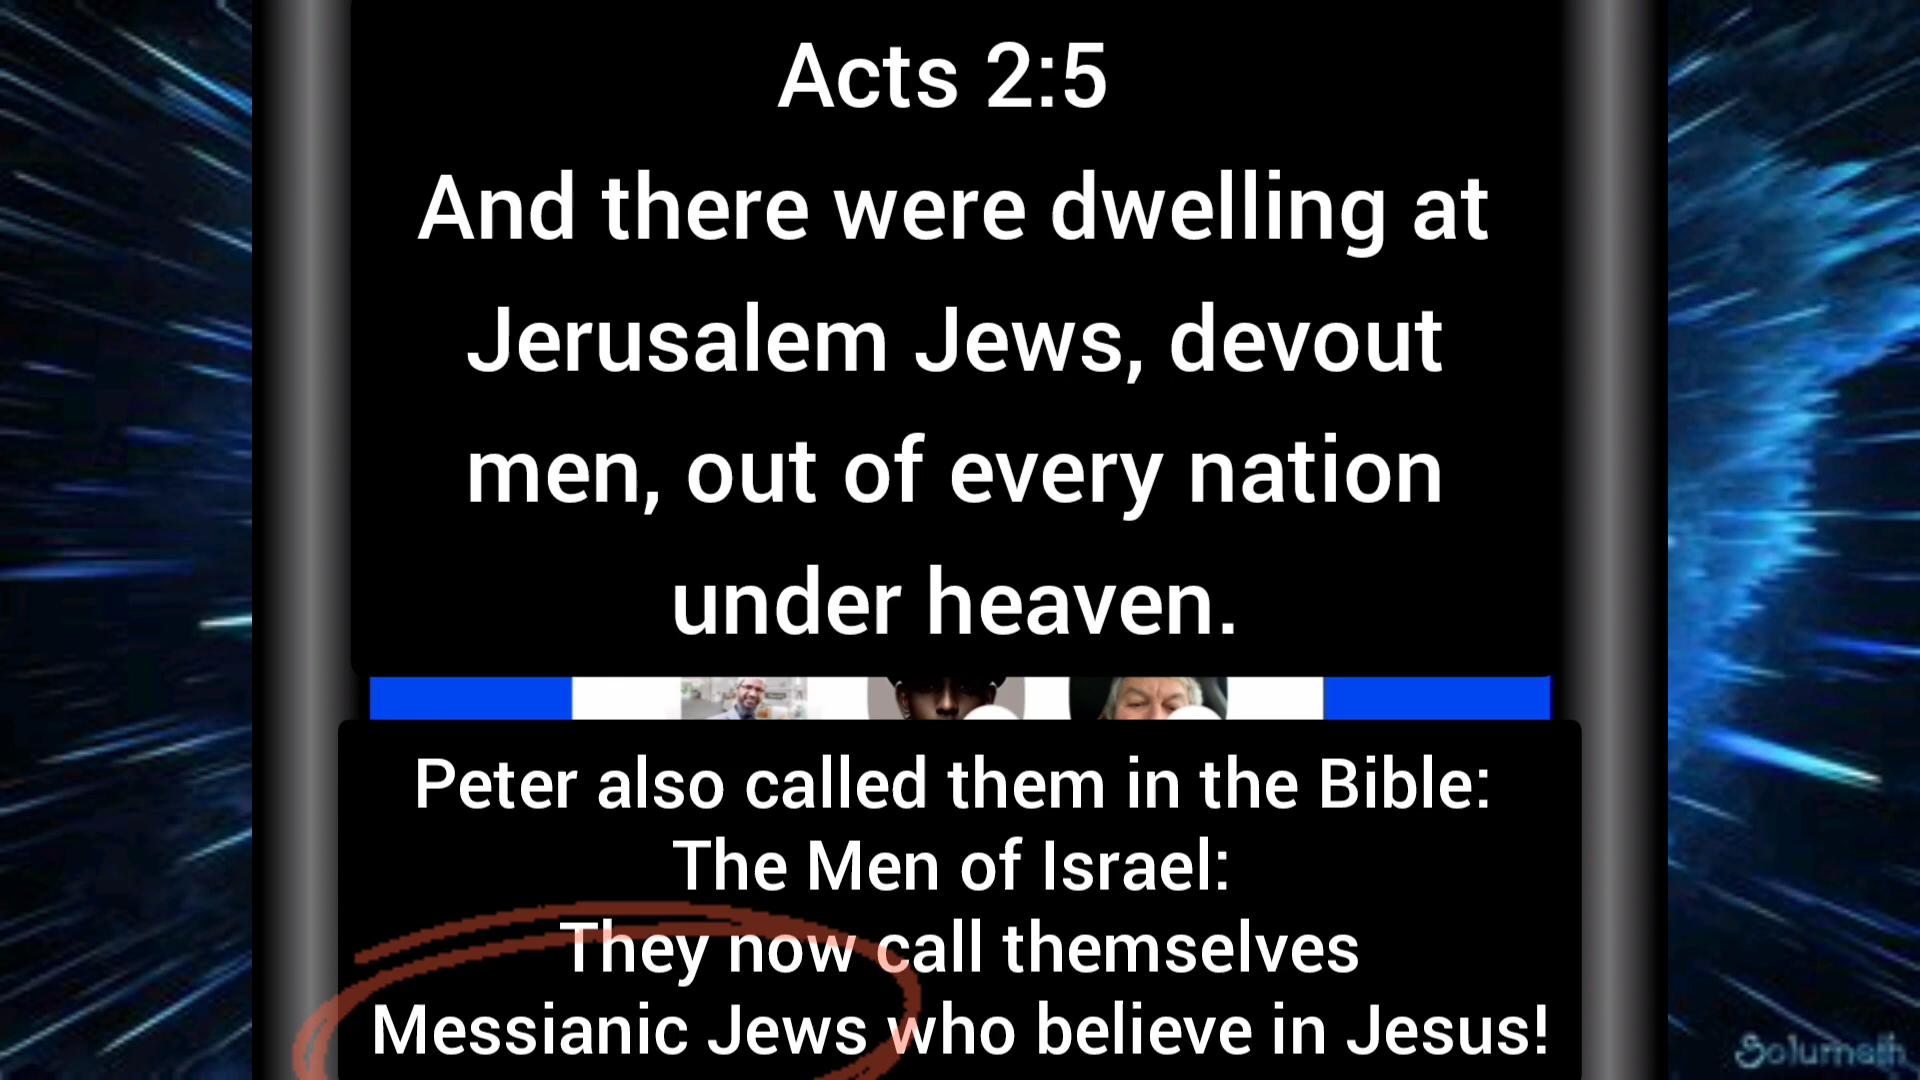 Acts 2:5
And there were dwelling at
Jerusalem Jews, devout
men, out of every nation
under heaven.
Peter also called them in the Bible:
The Men of Israel:
They now call themselves
Messianic Jews who believe in Jesus!